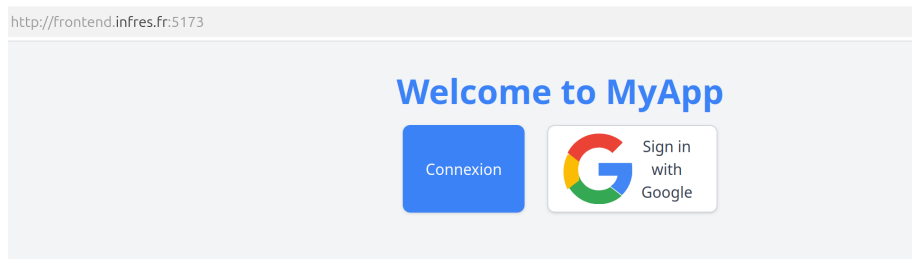 http://frontend.infres.fr:5173
Welcome to MyApp
Connexion
Sign in
with
Google